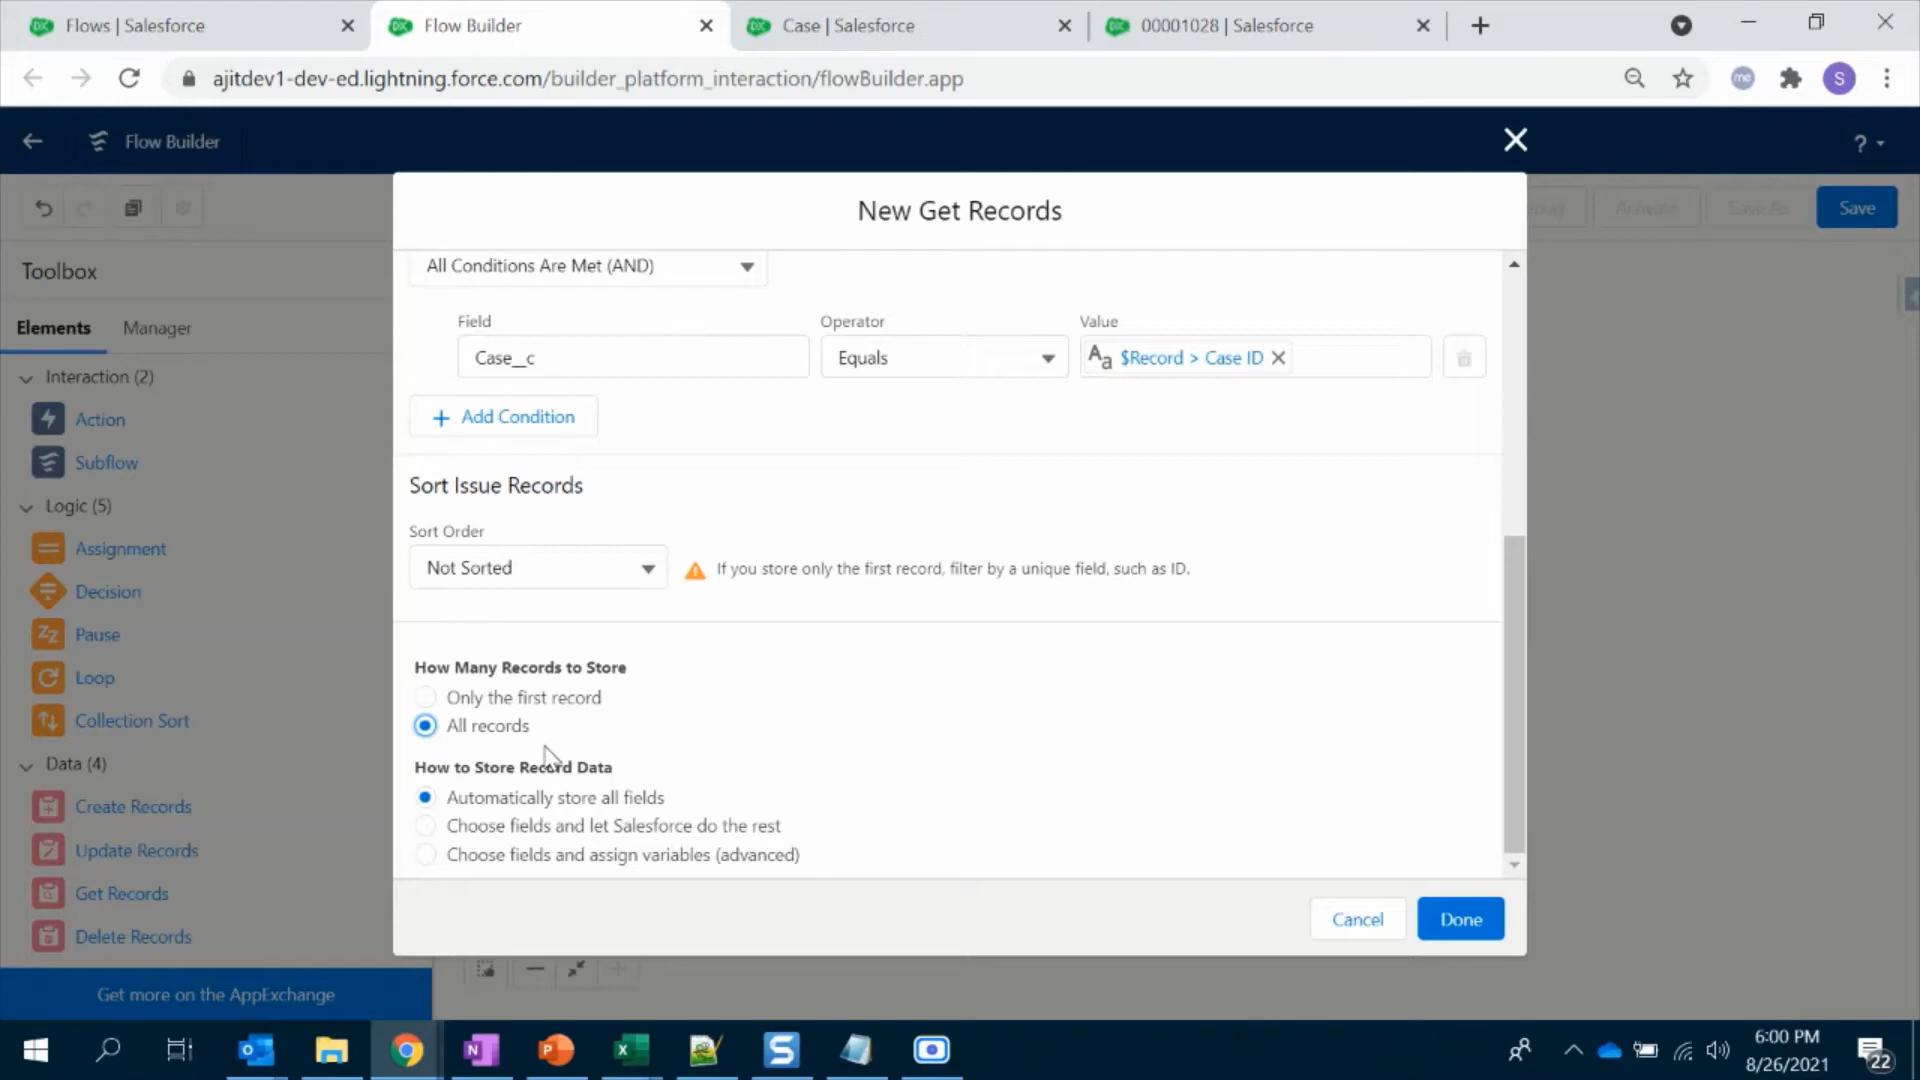 Flows | Salesforce
Flow Builder
Case | Salesforce
00001028 | Salesforce
ajitdev1-dev-ed.lightning.force.com/builder_platform_interaction/flowBuilder.app
me
S
Flow Builder
?
New Get Records
Activate
Save As
Save
Toolbox
Elements
Manager
Interaction (2)
Action
Subflow
Logic (5)
Assignment
Decision
Pause
Loop
Collection Sort
Data (4)
Create Records
Update Records
Get Records
Delete Records
Get more on the AppExchange
All Conditions Are Met (AND)
Field
Operator
Value
Case__c
Equals
Aa $Record > Case ID
+ Add Condition
Sort Issue Records
Sort Order
Not Sorted
If you store only the first record, filter by a unique field, such as ID.
How Many Records to Store
Only the first record
All records
How to Store Record Data
Automatically store all fields
Choose fields and let Salesforce do the rest
Choose fields and assign variables (advanced)
Cancel
Done
6:00 PM
8/26/2021
22